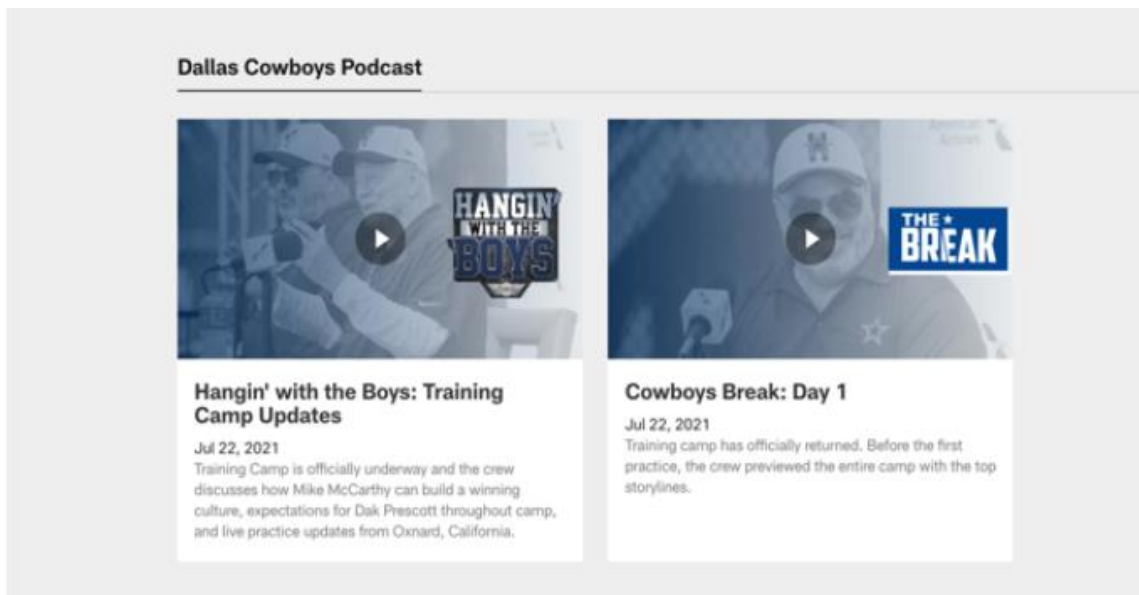 Dallas Cowboys Podcast
HANGIN'
WITH THE
BOYS
THE
BREAK
Hangin' with the Boys: Training
Camp Updates
Jul 22, 2021
Training Camp is officially underway and the crew
discusses how Mike McCarthy can build a winning
culture, expectations for Dak Prescott throughout camp,
and live practice updates from Oxnard, California.
Cowboys Break: Day 1
Jul 22, 2021
Training camp has officially returned. Before the first
practice, the crew previewed the entire camp with the top
storylines.